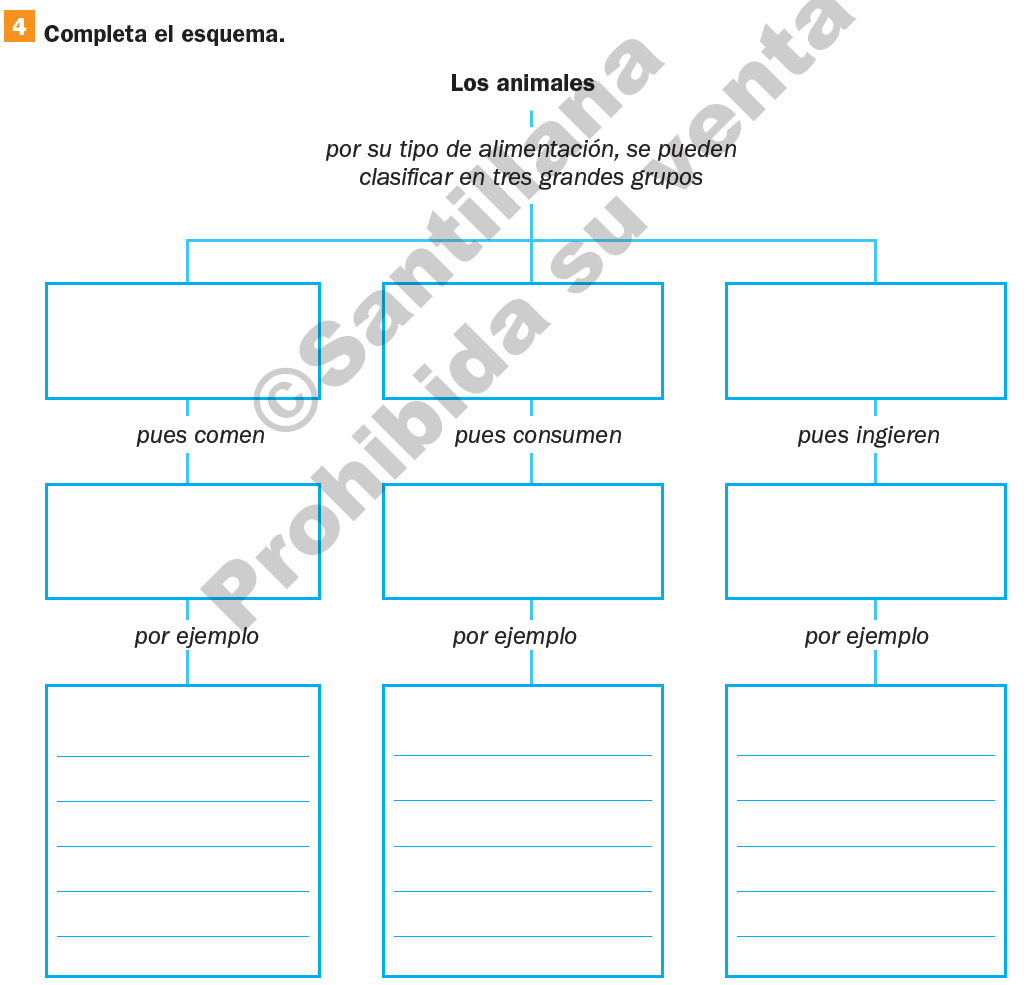 4 Completa el esquema.
Los animales
por su tipo de alimentación, se pueden
clasificar en tres grandes grupos
pues comen
pues consumen
pues ingieren
por ejemplo
por ejemplo
por ejemplo
©Santillana
Prohibida su venta